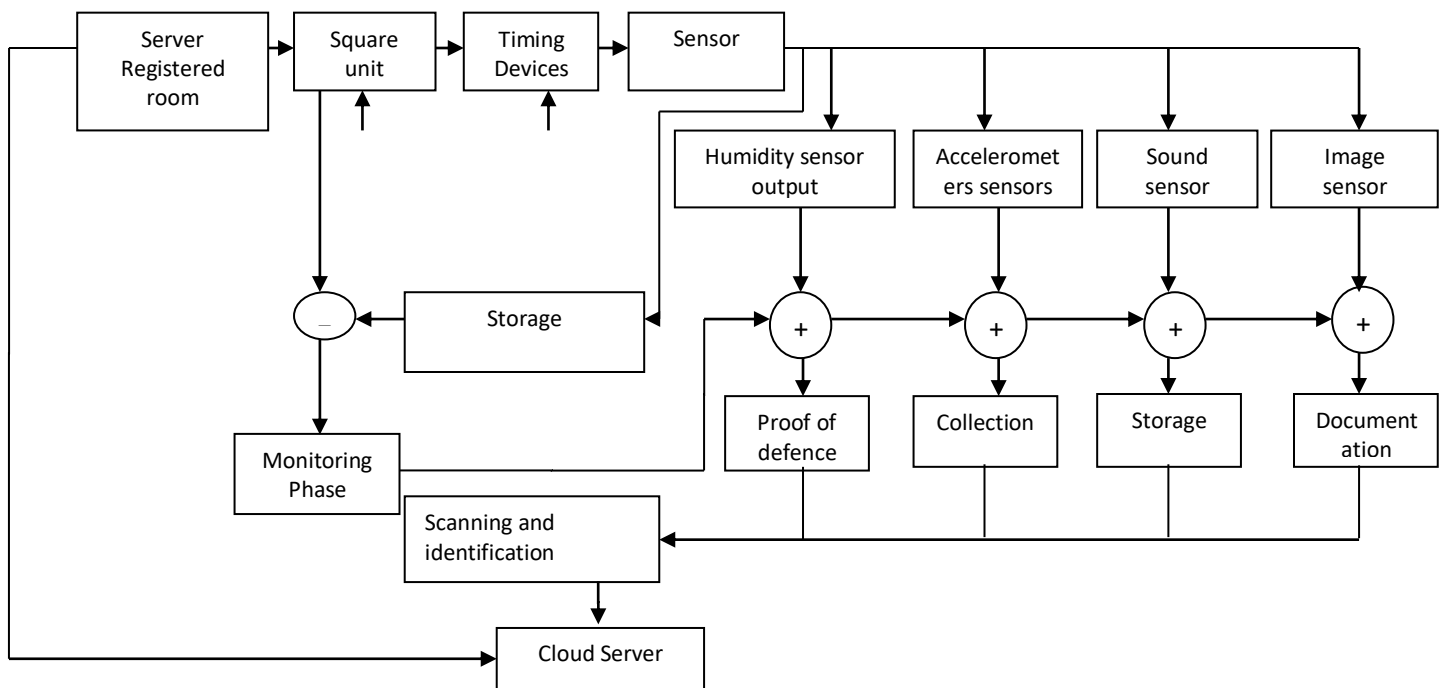 Server
Registered
room
Square
unit
Timing
Devices
Sensor
Humidity sensor
output
Acceleromet
ers sensors
Sound
sensor
Image
sensor
_
Storage
+
+
+
+
Proof of
defence
Collection
Storage
Document
ation
Monitoring
Phase
Scanning and
identification
Cloud Server